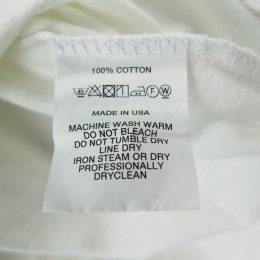 100% COTTON
MADE IN USA
MACHINE WASH WARM
DO NOT BLEACH
DO NOT TUMBLE DRY
LINE DRY
IRON STEAM OR DRY
PROFESSIONALLY
DRYCLEAN